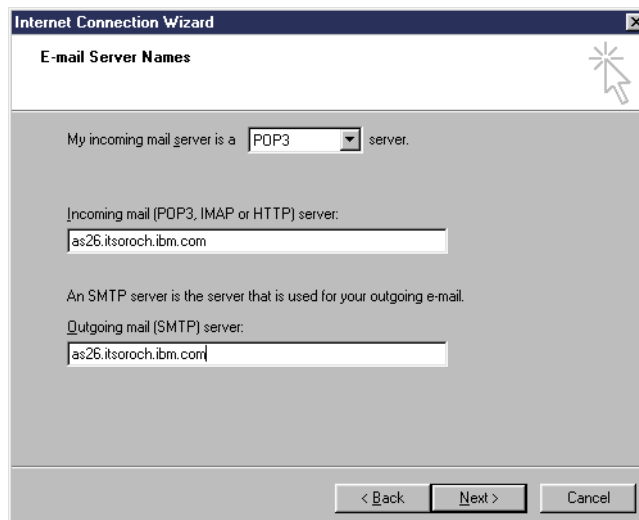 Internet Connection Wizard
E-mail Server Names
My incoming mail server is a POP3 server.
Incoming mail (POP3, IMAP or HTTP) server:
as26.itsoroch.ibm.com
An SMTP server is the server that is used for your outgoing e-mail.
Outgoing mail (SMTP) server:
as26.itsoroch.ibm.com
< Back Next > Cancel